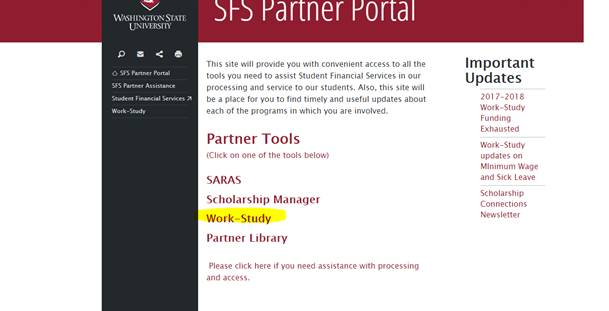 WASHINGTON STATE
UNIVERSITY
SFS Partner Portal
SFS Partner Portal
SFS Partner Assistance
Student Financial Services
Work-Study
This site will provide you with convenient access to all the
tools you need to assist Student Financial Services in our
processing and service to our students. Also, this site will
be a place for you to find timely and useful updates about
each of the programs in which you are involved.
Partner Tools
(Click on one of the tools below)
SARAS
Scholarship Manager
Work-Study
Partner Library
Please click here if you need assistance with processing
and access.
Important
Updates
2017-2018
Work-Study
Funding
Exhausted
Work-Study
updates on
MInimum Wage
and Sick Leave
Scholarship
Connections
Newsletter